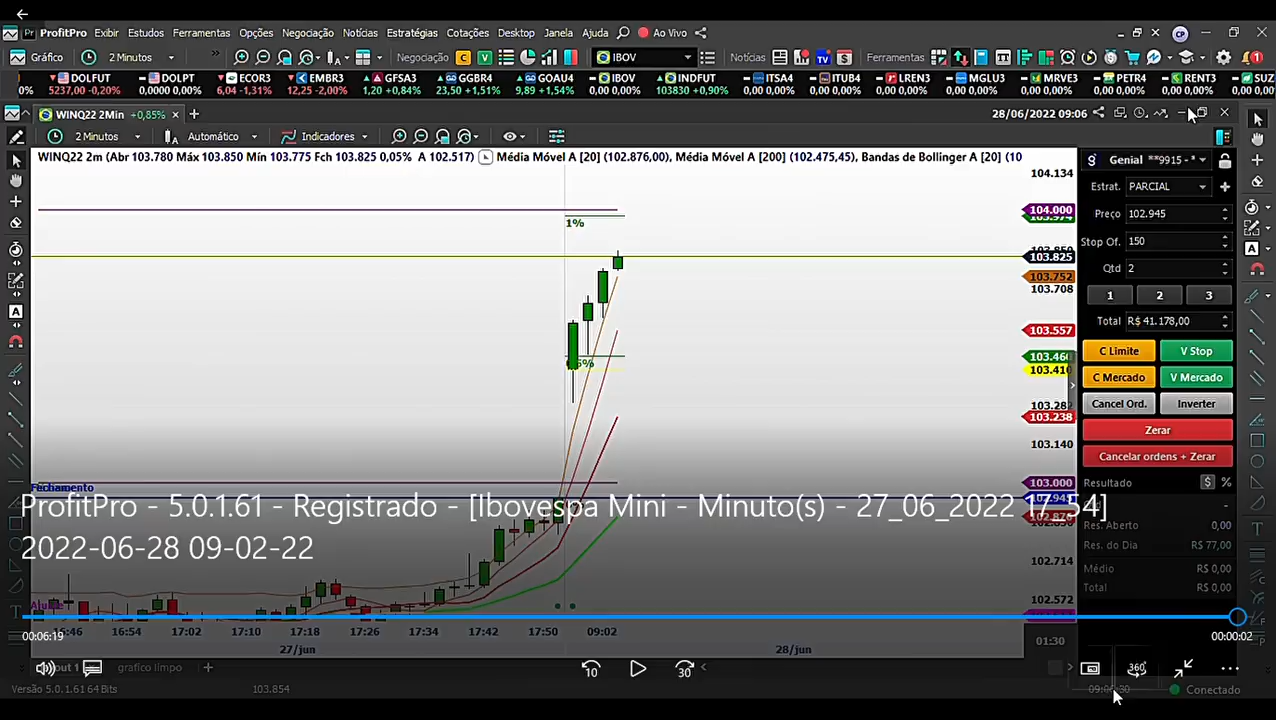 ProfitPro Exibir Estudos Ferramentas Opções Negociação Notícias Estratégias Cotações Desktop Janela Ajuda Ao Vivo CP
Gráfico 2 Minutos Negociação C V IBOV Notícias Ferramentas
DOLFUT DOLPT ECOR3 EMBR3 GFSA3 GGBR4 GOAU4 IBOV INDFUT ITSA4 ITUB4 LREN3 MGLU3 MRVE3 PETR4 RENT3 SUZ
0% 5237,00 -0,20% 0,0000 0,00% 6,04 -1,31% 12,25 -2,00% 1,20 +0,84% 23,50 +1,51% 9,89 +1,54% 0,00 0,00% 103830 +0,90% 0,00 0,00% 0,00 0,00% 0,00 0,00% 0,00 0,00% 0,00 0,00% 0,00 0,00% 0,00 0,00% 0,00
WINQ22 2Min +0,85% 28/06/2022 09:06
2 Minutos Automático Indicadores
WINQ22 2m (Abr 103.780 Máx 103.850 Mín 103.775 Fch 103.825 0,05% A 102.517) Média Móvel A [20] (102.876,00), Média Móvel A [200] (102.475,45), Bandas de Bollinger A [20] (10
Genial **9915 - *
104.134
Estrat. PARCIAL
104.000
Preço 102.945
1%
Stop Of. 150
103.825
Qtd 2
103.752
103.708
1 2 3
Total R$ 41.178,00
103.557
C Limite V Stop
103.460
103.410
C Mercado V Mercado
Cancel Ord. Inverter
103.238
Zerar
103.140
Cancelar ordens + Zerar
Fechamento
103.000
Resultado $ %
ProfitPro - 5.0.1.61 - Registrado - [Ibovespa Mini - Minuto(s) - 27_06_2022 17_54]
2022-06-28 09-02-22
Res. Aberto 0,00
Res. do Dia R$ 77,00
102.714
Médio R$ 0,00
Total R$ 0,00
102.572
15:46 16:54 17:02 17:10 17:18 17:26 17:34 17:42 17:50 09:02
00:06:19 00:00:02
27/jun 28/jun 01:30
grafico limpo
10 30
360
Versão 5.0.1.61 64 Bits 103.854 Conectado